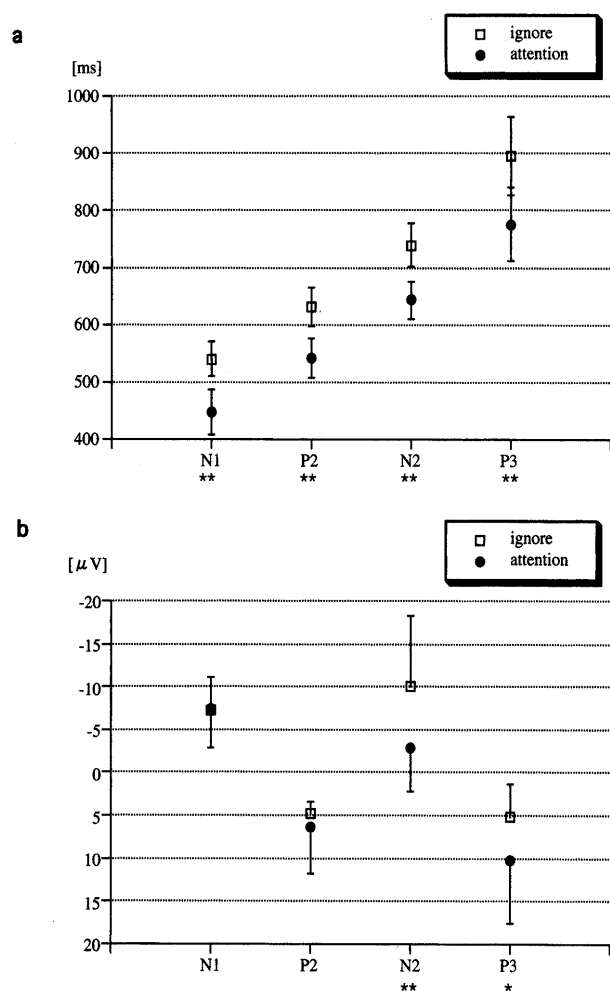 a
ignore
attention
[ms]
1000
900
800
700
600
500
400
N1 P2 N2 P3
** ** ** **
b
ignore
attention
[μV]
-20
-15
-10
-5
0
5
10
15
20
N1 P2 N2 P3
** *